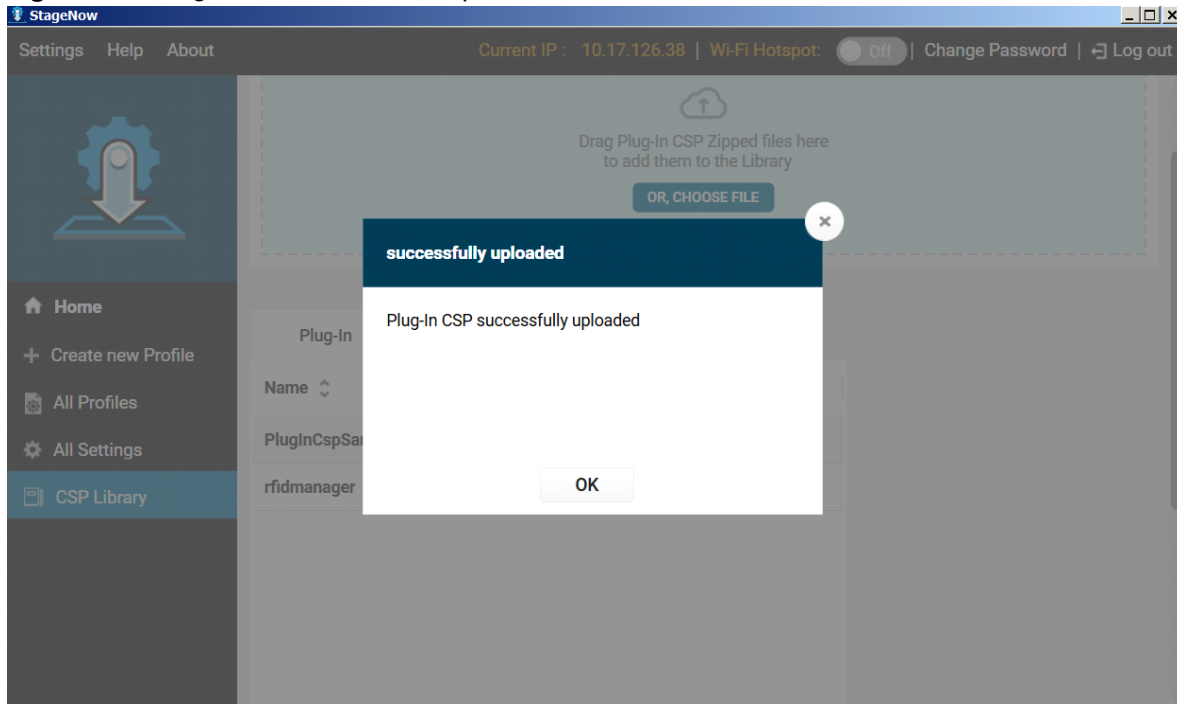 StageNow
Settings Help About Current IP : 10.17.126.38 | Wi-Fi Hotspot: Off | Change Password | Log out
Drag Plug-In CSP Zipped files here
to add them to the Library
OR, CHOOSE FILE
successfully uploaded
Plug-In CSP successfully uploaded
OK
Home
Create new Profile
All Profiles
All Settings
CSP Library
Plug-In
Name
PlugInCspSa
rfidmanager